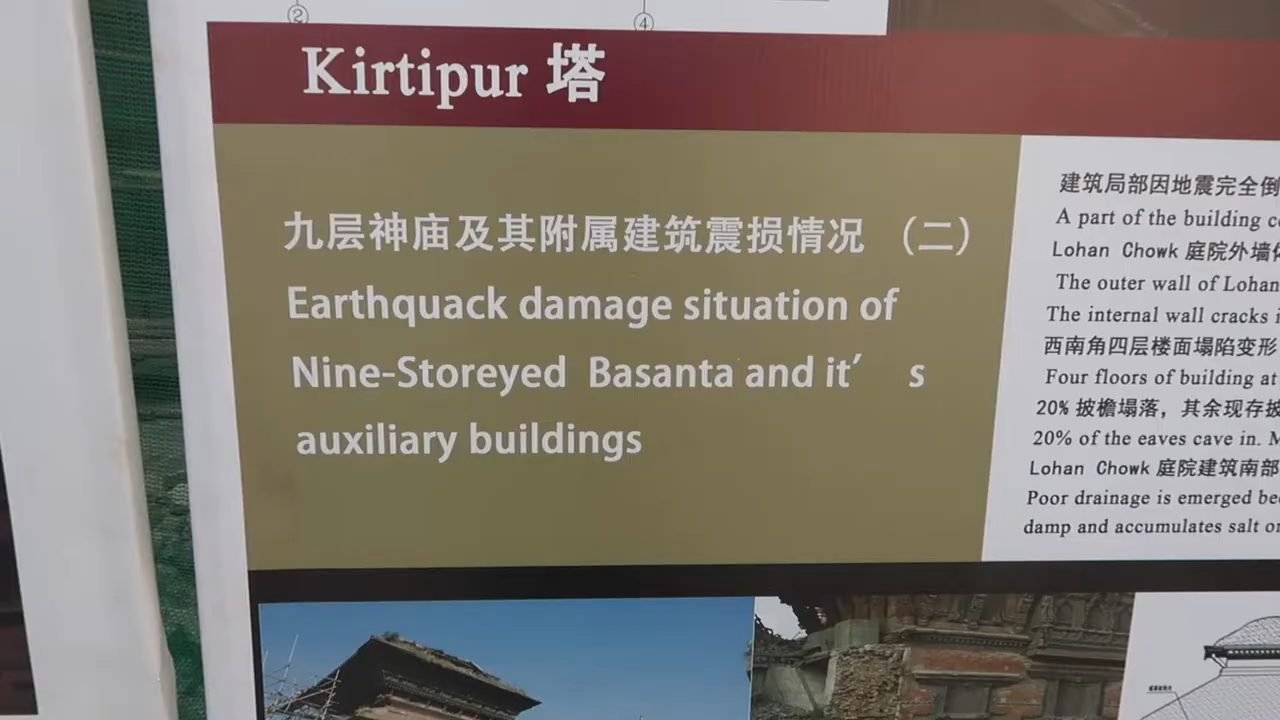 ② ④
Kirtipur 塔
九层神庙及其附属建筑震损情况 （二）
Earthquack damage situation of
Nine-Storeyed Basanta and it′ s
auxiliary buildings
建筑局部因地震完全倒
A part of the building c
Lohan Chowk 庭院外墙
The outer wall of Lohan
The internal wall cracks i
西南角四层楼面塌陷变形
Four floors of building at
20% 披檐塌落，其余现存披
20% of the eaves cave in. M
Lohan Chowk 庭院建筑南部
Poor drainage is emerged be
damp and accumulates salt o